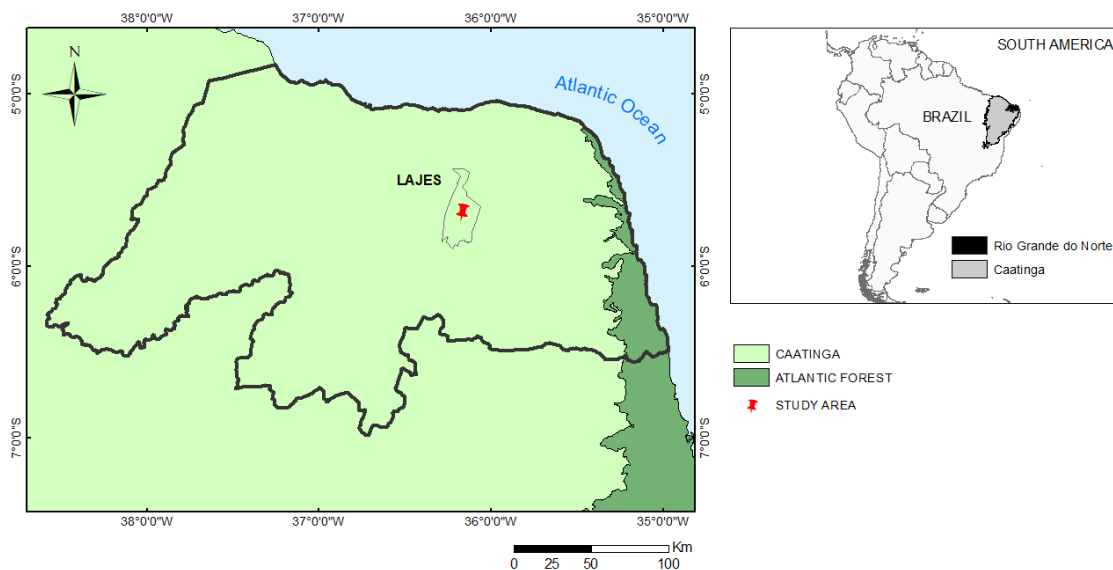 38°0'0"W 37°0'0"W 36°0'0"W 35°0'0"W
N
5°0'0"S
6°0'0"S
7°0'0"S
Atlantic Ocean
LAJES
5°0'0"S
6°0'0"S
7°0'0"S
38°0'0"W 37°0'0"W 36°0'0"W 35°0'0"W
Km
0 25 50 100
SOUTH AMERICA
BRAZIL
Rio Grande do Norte
Caatinga
CAATINGA
ATLANTIC FOREST
STUDY AREA